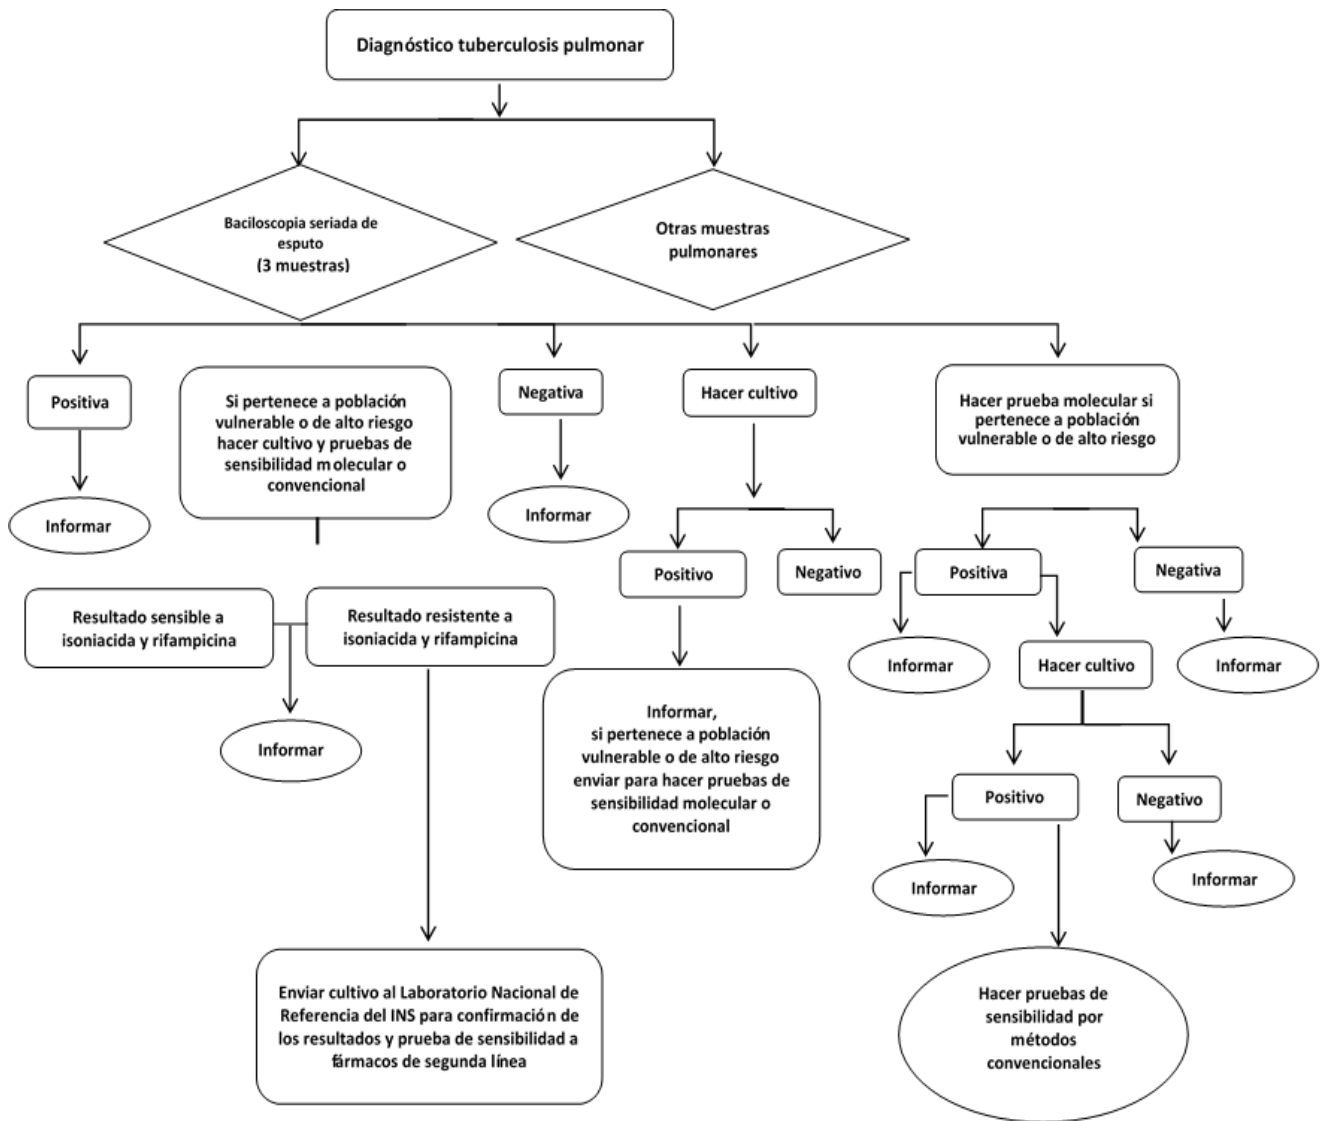 Diagnóstico tuberculosis pulmonar
Baciloscopia seriada de
esputo
(3 muestras)
Otras muestras
pulmonares
Positiva
Si pertenece a población
vulnerable o de alto riesgo
hacer cultivo y pruebas de
sensibilidad molecular o
convencional
Negativa
Hacer cultivo
Hacer prueba molecular si
pertenece a población
vulnerable o de alto riesgo
Informar
Informar
Positivo
Negativo
Positiva
Negativa
Resultado sensible a
isoniacida y rifampicina
Resultado resistente a
isoniacida y rifampicina
Informar
Hacer cultivo
Informar
Informar
Informar,
si pertenece a población
vulnerable o de alto riesgo
enviar para hacer pruebas de
sensibilidad molecular o
convencional
Positivo
Negativo
Informar
Informar
Enviar cultivo al Laboratorio Nacional de
Referencia del INS para confirmación de
los resultados y prueba de sensibilidad a
fármacos de segunda línea
Hacer pruebas de
sensibilidad por
métodos
convencionales